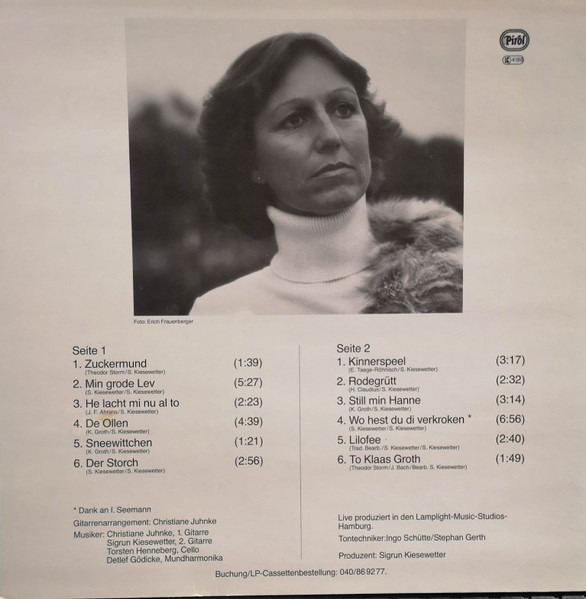 Pirol
LC 4188
Foto: Erich Frauenberger
Seite 1
1. Zuckermund (1:39)
(Theodor Storm/S. Kiesewetter)
2. Min grode Lev (5:27)
(S. Kiesewetter/S. Kiesewetter)
3. He lacht mi nu al to (2:23)
(J. F. Ahrens/S. Kiesewetter)
4. De Ollen (4:39)
(K. Groth/S. Kiesewetter)
5. Sneewittchen (1:21)
(K. Groth/S. Kiesewetter)
6. Der Storch (2:56)
(S. Kiesewetter/S. Kiesewetter)
Seite 2
1. Kinnerspeel (3:17)
(E. Taege-Röhnisch/S. Kiesewetter)
2. Rodegrütt (2:32)
(H. Claudius/S. Kiesewetter)
3. Still min Hanne (3:14)
(K. Groth/S. Kiesewetter)
4. Wo hest du di verkroken * (6:56)
(S. Kiesewetter/S. Kiesewetter)
5. Lilofee (2:40)
(Trad. Bearb./S. Kiesewetter/S. Kiesewetter)
6. To Klaas Groth (1:49)
(Theodor Storm/J. Bach/Bearb. S. Kiesewetter)
* Dank an I. Seemann
Gitarrenarrangement: Christiane Juhnke
Musiker: Christiane Juhnke, 1. Gitarre
Sigrun Kiesewetter, 2. Gitarre
Torsten Henneberg, Cello
Detlef Gödicke, Mundharmonika
Live produziert in den Lamplight-Music-Studios-
Hamburg.
Tontechniker:Ingo Schütte/Stephan Gerth
Produzent: Sigrun Kiesewetter
Buchung/LP-Cassettenbestellung: 040/869277.